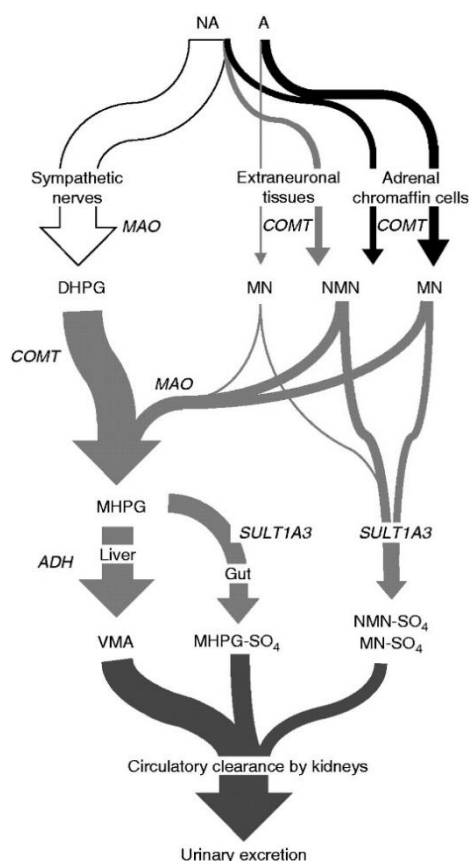 NA A
Sympathetic
nerves
Extraneuronal
tissues
Adrenal
chromaffin cells
MAO
COMT
COMT
DHPG
MN
NMN
MN
COMT
MAO
MHPG
SULT1A3
SULT1A3
ADH
Liver
Gut
VMA
MHPG-SO₄
NMN-SO₄
MN-SO₄
Circulatory clearance by kidneys
Urinary excretion